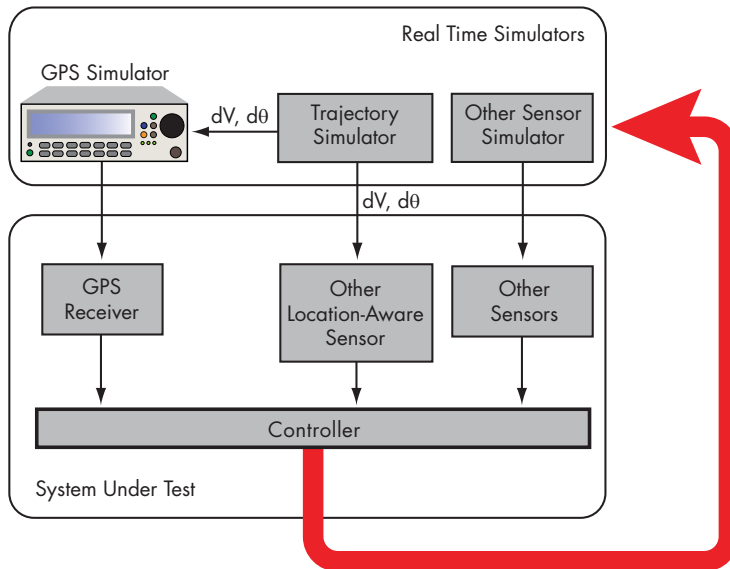 Real Time Simulators
GPS Simulator
dV, dθ
Trajectory
Simulator
Other Sensor
Simulator
dV, dθ
GPS
Receiver
Other
Location-Aware
Sensor
Other
Sensors
Controller
System Under Test